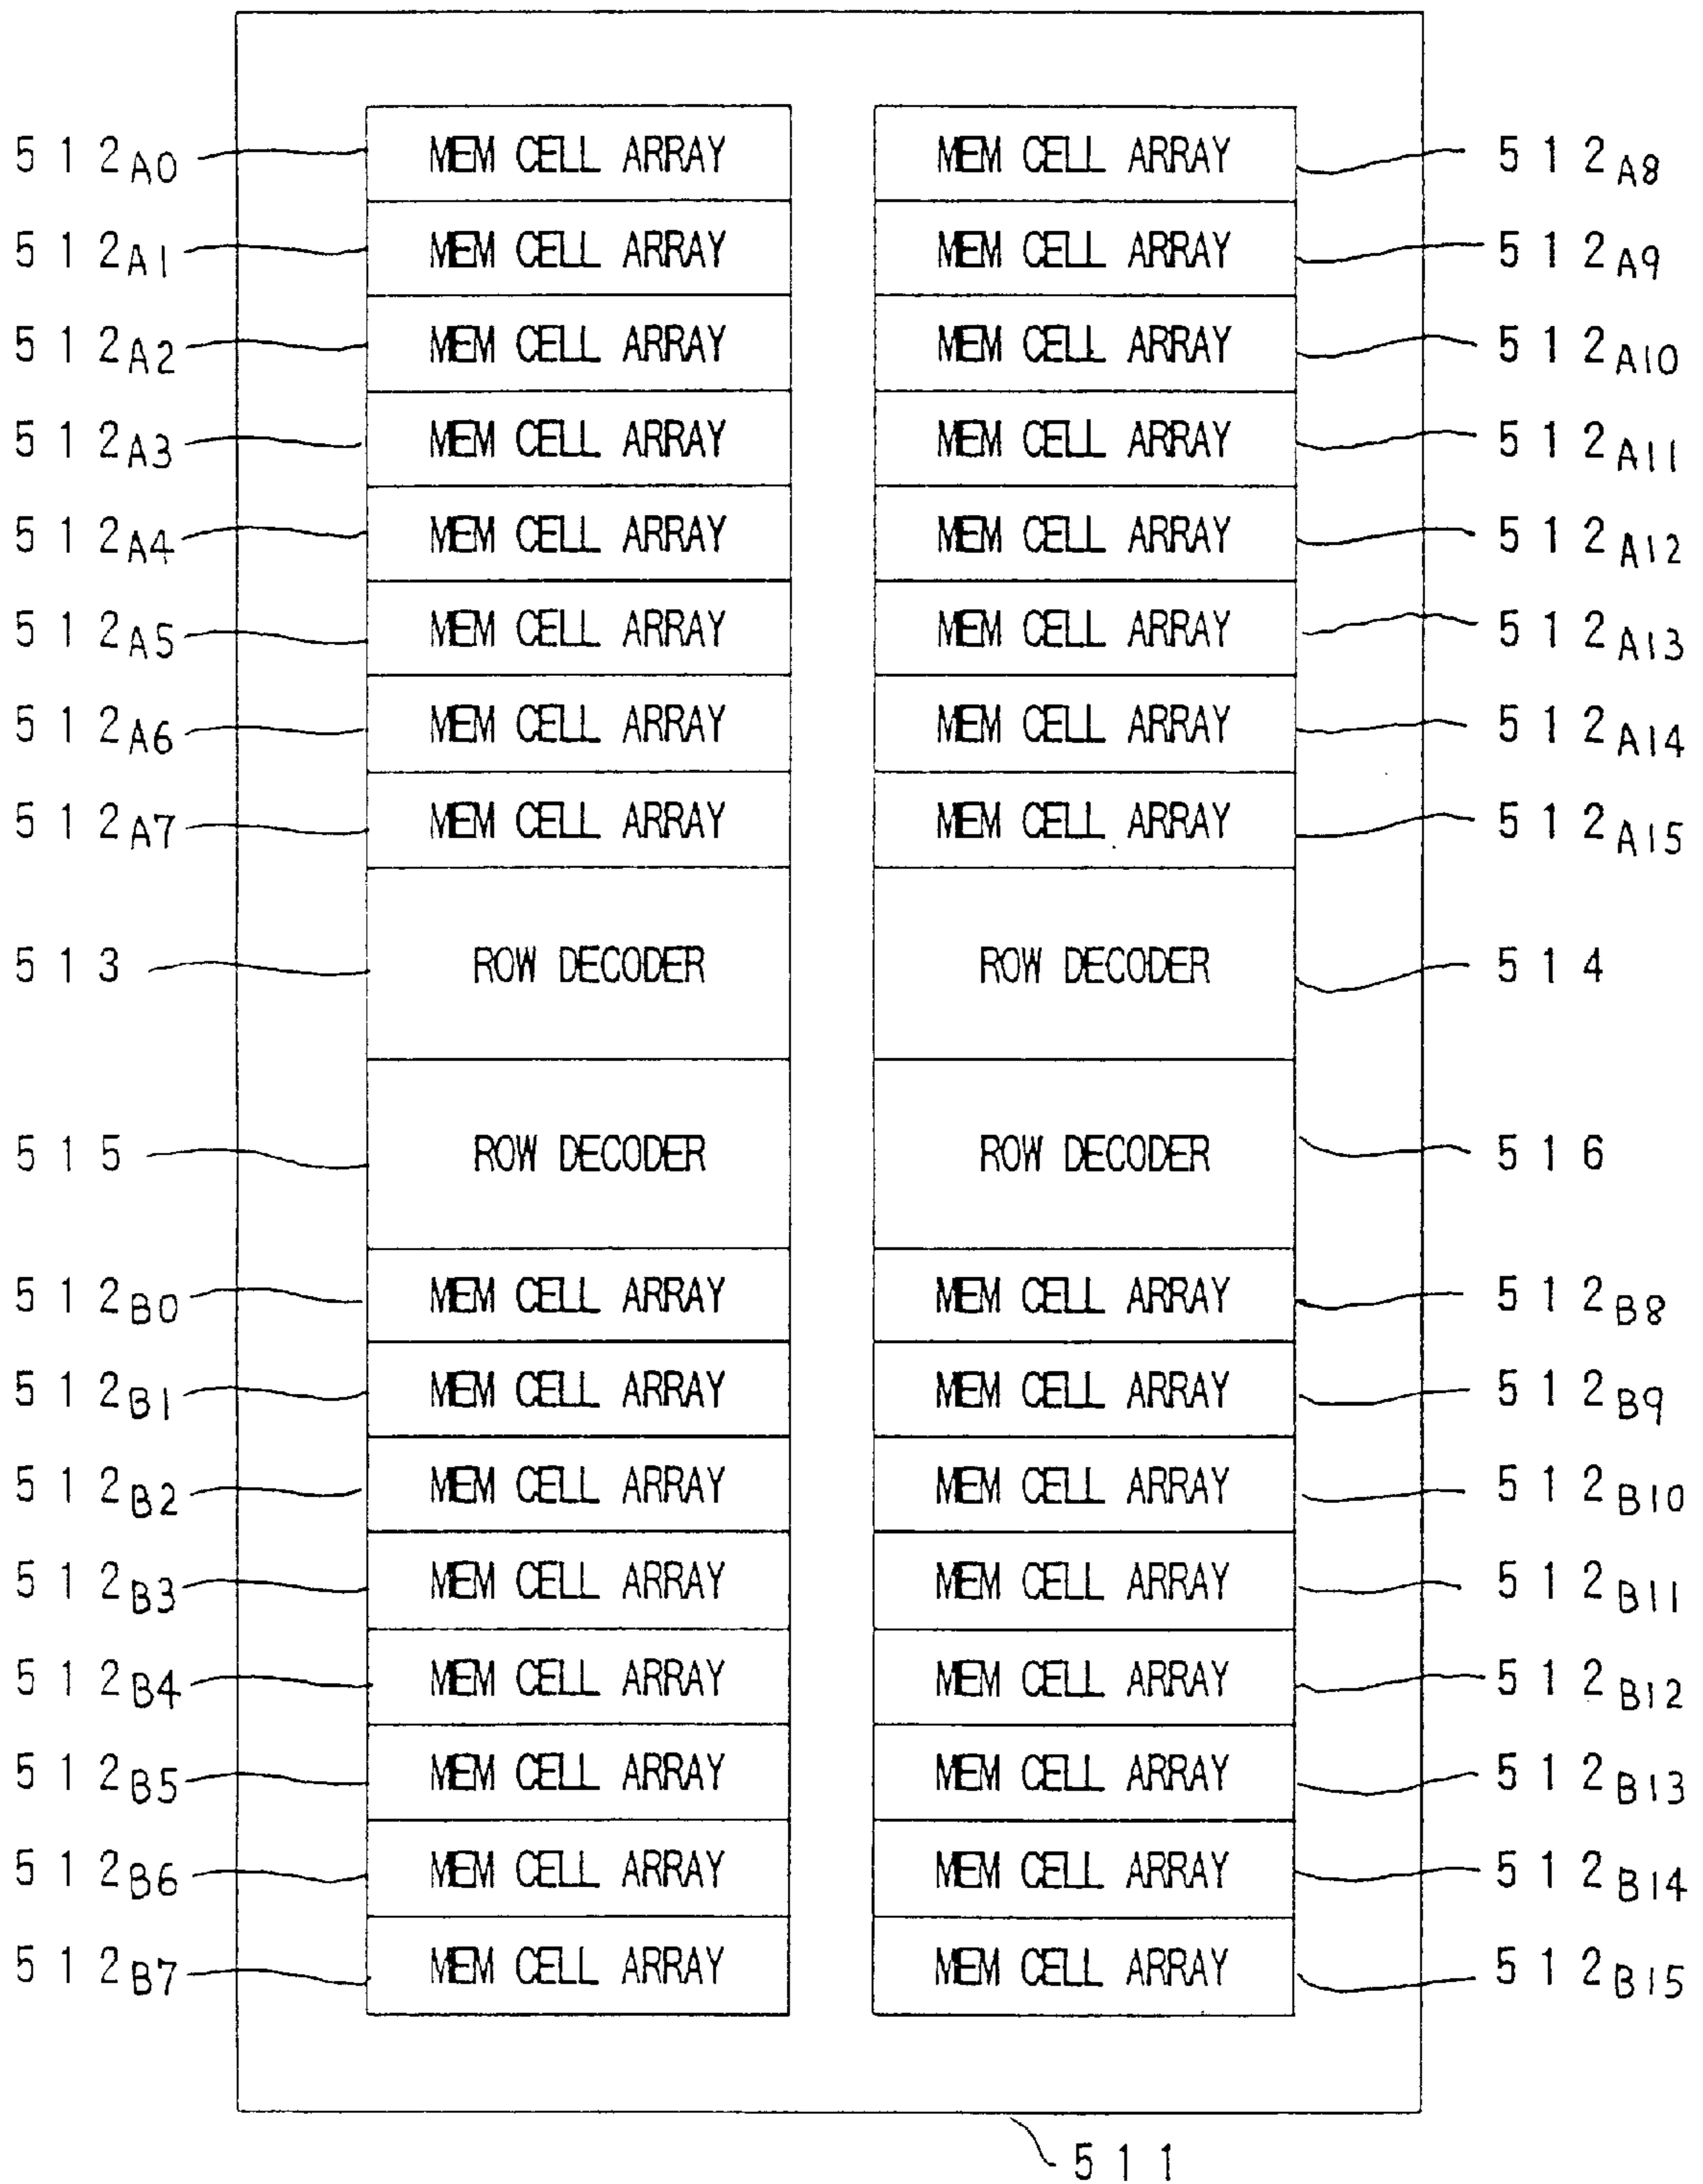 512A0 MEM CELL ARRAY MEM CELL ARRAY 512A8
512A1 MEM CELL ARRAY MEM CELL ARRAY 512A9
512A2 MEM CELL ARRAY MEM CELL ARRAY 512A10
512A3 MEM CELL ARRAY MEM CELL ARRAY 512A11
512A4 MEM CELL ARRAY MEM CELL ARRAY 512A12
512A5 MEM CELL ARRAY MEM CELL ARRAY 512A13
512A6 MEM CELL ARRAY MEM CELL ARRAY 512A14
512A7 MEM CELL ARRAY MEM CELL ARRAY 512A15
513 ROW DECODER ROW DECODER 514
515 ROW DECODER ROW DECODER 516
512B0 MEM CELL ARRAY MEM CELL ARRAY 512B8
512B1 MEM CELL ARRAY MEM CELL ARRAY 512B9
512B2 MEM CELL ARRAY MEM CELL ARRAY 512B10
512B3 MEM CELL ARRAY MEM CELL ARRAY 512B11
512B4 MEM CELL ARRAY MEM CELL ARRAY 512B12
512B5 MEM CELL ARRAY MEM CELL ARRAY 512B13
512B6 MEM CELL ARRAY MEM CELL ARRAY 512B14
512B7 MEM CELL ARRAY MEM CELL ARRAY 512B15
511